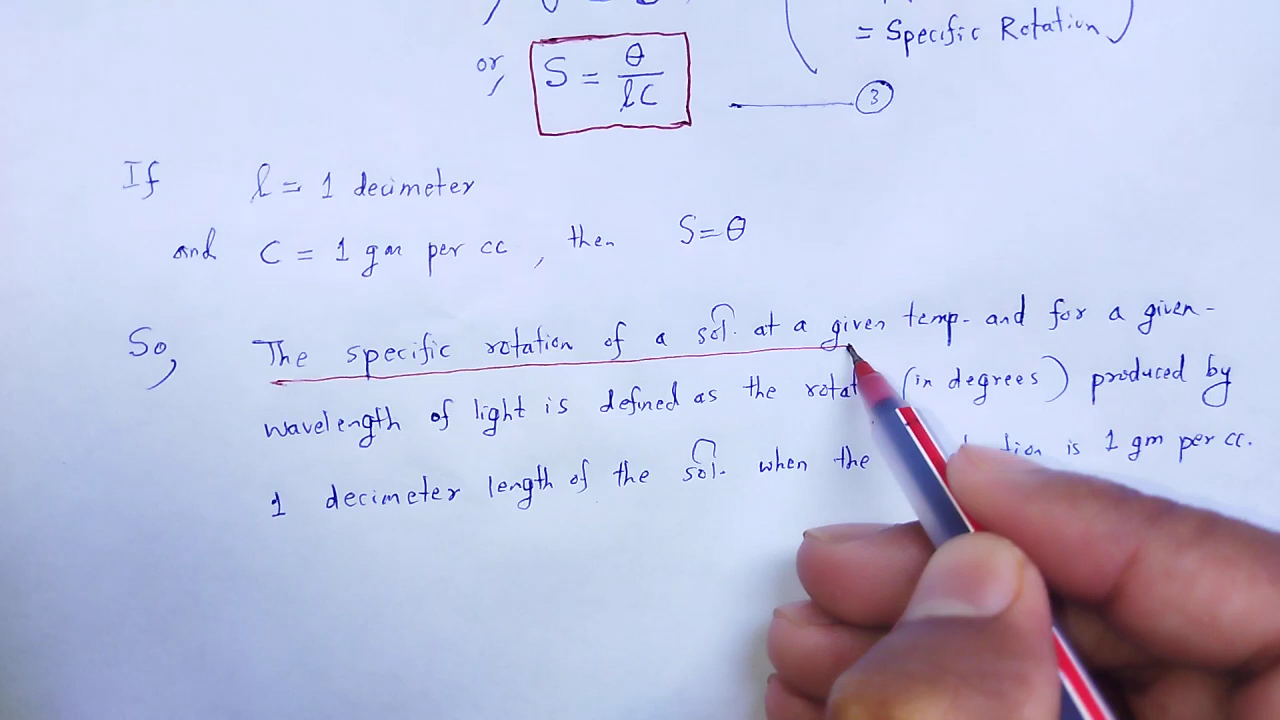 = Specific Rotation)
or, S = θ/lC ③
If l = 1 decimeter
and C = 1 gm per cc, then S = θ
So, The specific rotation of a sol. at a given temp. and for a given-
wavelength of light is defined as the (in degrees) produced by
1 decimeter length of the sol. when the is 1 gm per cc.